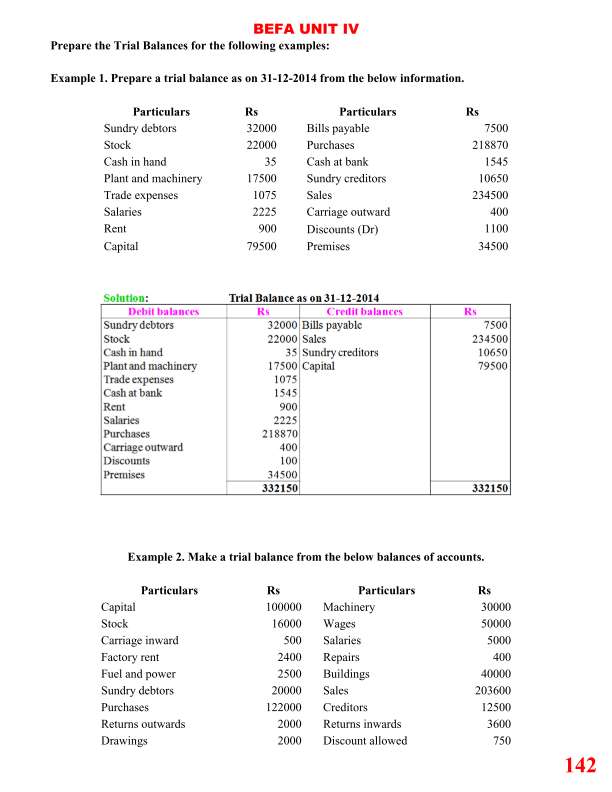 BEFA UNIT IV
Prepare the Trial Balances for the following examples:
Example 1. Prepare a trial balance as on 31-12-2014 from the below information.
Particulars Rs Particulars Rs
Sundry debtors 32000 Bills payable 7500
Stock 22000 Purchases 218870
Cash in hand 35 Cash at bank 1545
Plant and machinery 17500 Sundry creditors 10650
Trade expenses 1075 Sales 234500
Salaries 2225 Carriage outward 400
Rent 900 Discounts (Dr) 1100
Capital 79500 Premises 34500
Solution: Trial Balance as on 31-12-2014
Debit balances Rs Credit balances Rs
Sundry debtors 32000 Bills payable 7500
Stock 22000 Sales 234500
Cash in hand 35 Sundry creditors 10650
Plant and machinery 17500 Capital 79500
Trade expenses 1075
Cash at bank 1545
Rent 900
Salaries 2225
Purchases 218870
Carriage outward 400
Discounts 100
Premises 34500
332150 332150
Example 2. Make a trial balance from the below balances of accounts.
Particulars Rs Particulars Rs
Capital 100000 Machinery 30000
Stock 16000 Wages 50000
Carriage inward 500 Salaries 5000
Factory rent 2400 Repairs 400
Fuel and power 2500 Buildings 40000
Sundry debtors 20000 Sales 203600
Purchases 122000 Creditors 12500
Returns outwards 2000 Returns inwards 3600
Drawings 2000 Discount allowed 750
142